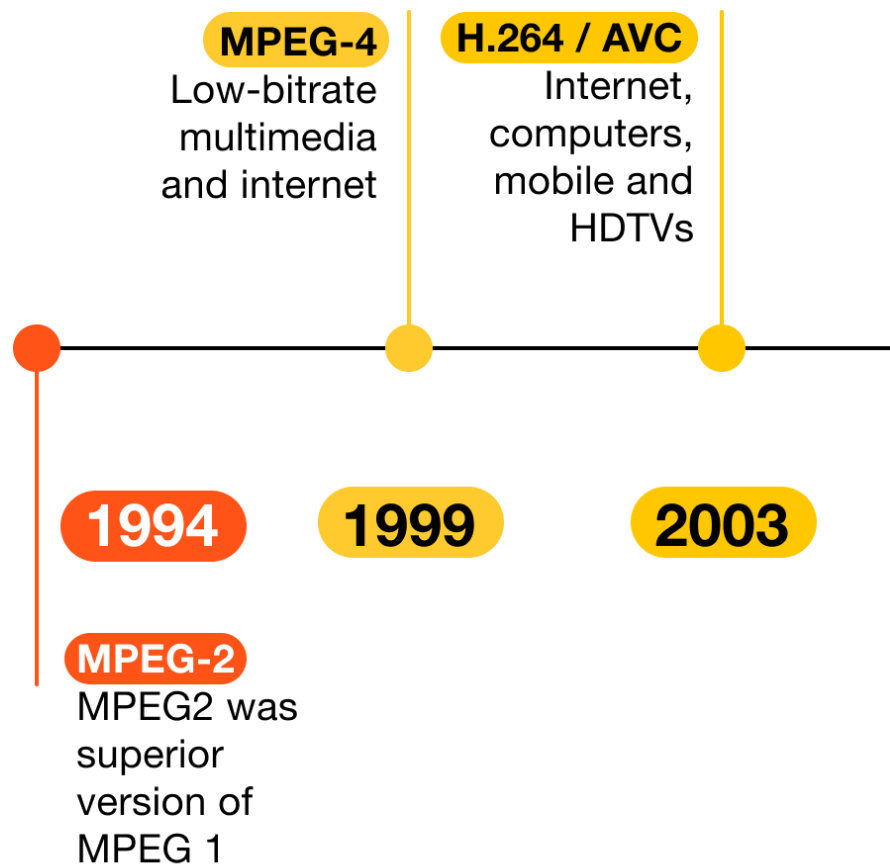 MPEG-4
Low-bitrate
multimedia
and internet
H.264 / AVC
Internet,
computers,
mobile and
HDTVs
1994
1999
2003
MPEG-2
MPEG2 was
superior
version of
MPEG 1